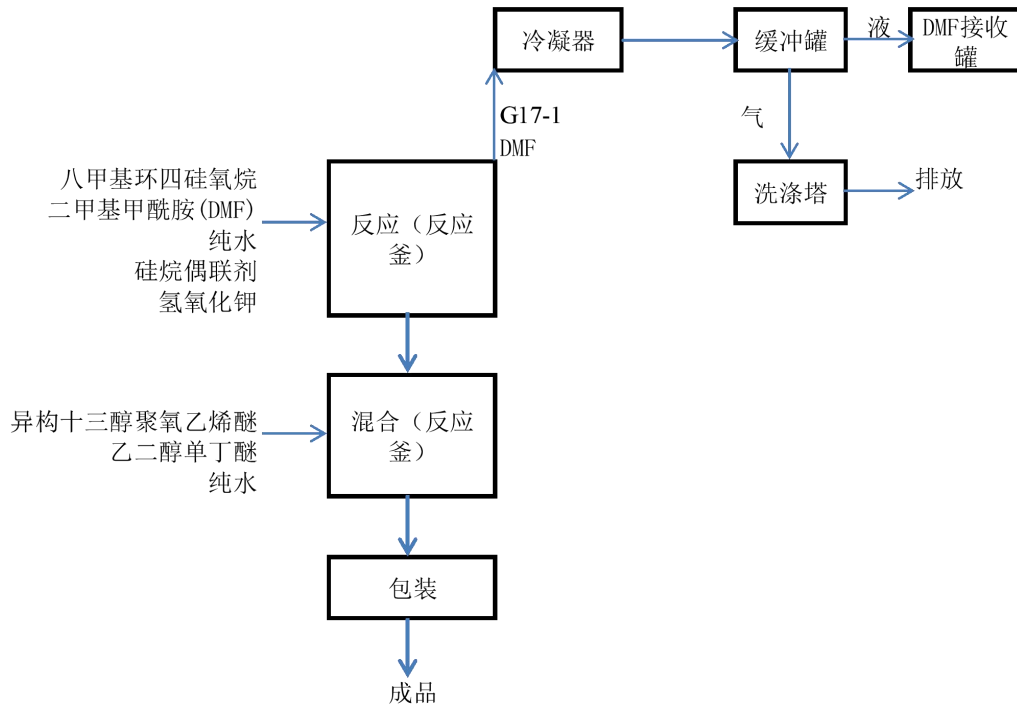 冷凝器
缓冲罐
液
DMF接收
罐
G17-1
DMF
气
洗涤塔
排放
八甲基环四硅氧烷
二甲基甲酰胺(DMF)
纯水
硅烷偶联剂
氢氧化钾
反应（反应
釜）
异构十三醇聚氧乙烯醚
乙二醇单丁醚
纯水
混合（反应
釜）
包装
成品